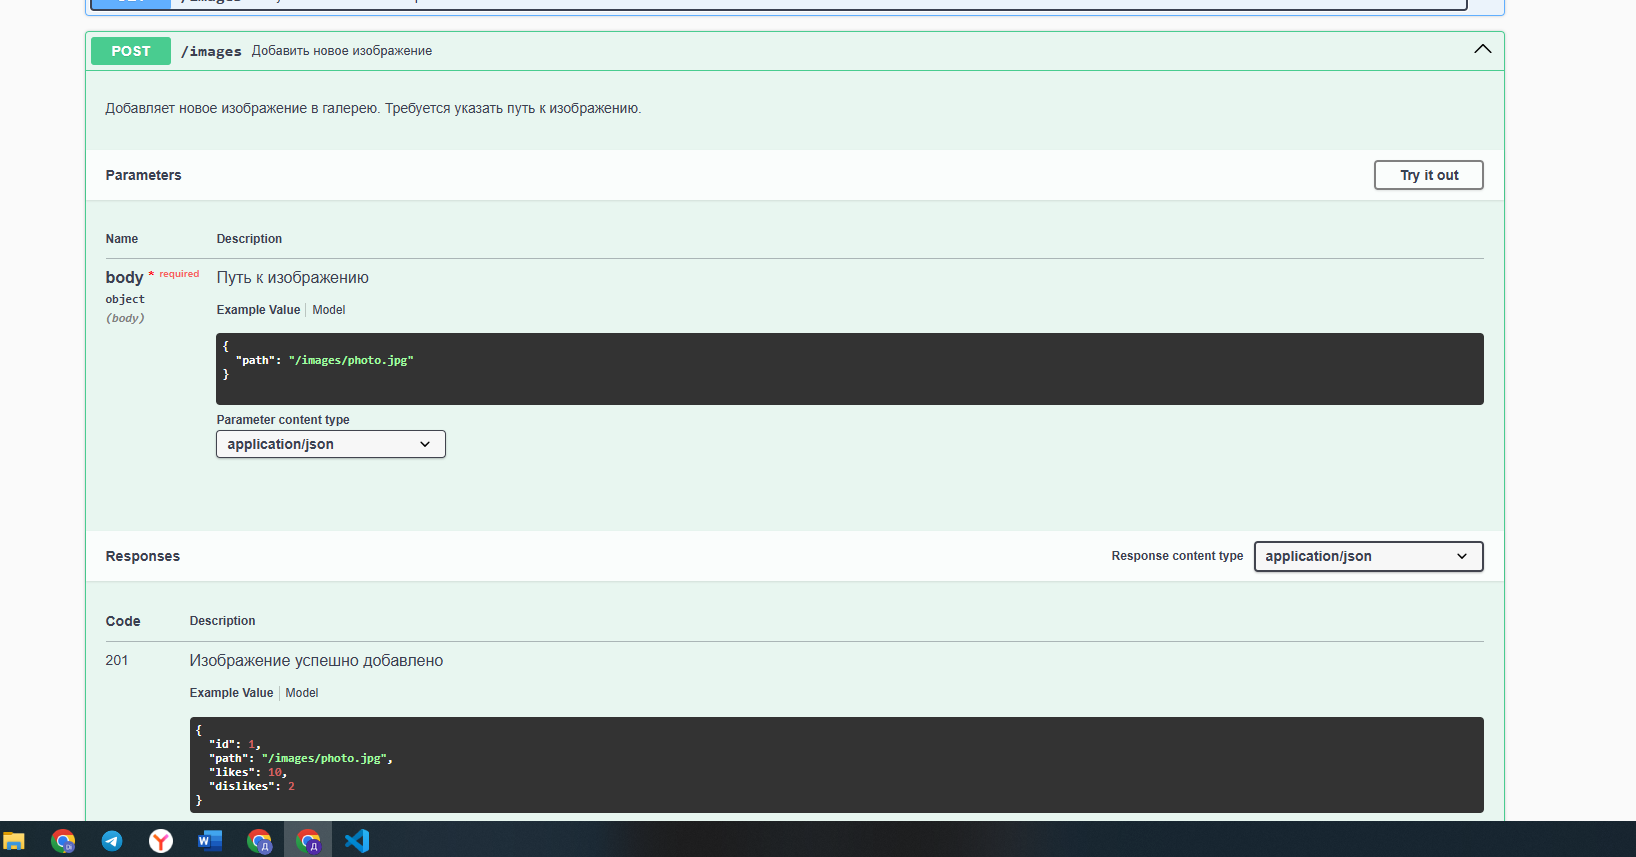 POST /images Добавить новое изображение
Добавляет новое изображение в галерею. Требуется указать путь к изображению.
Parameters
Try it out
Name Description
body * required
object
(body)
Путь к изображению
Example Value Model
{
"path": "/images/photo.jpg"
}
Parameter content type
application/json
Responses
Response content type application/json
Code Description
201 Изображение успешно добавлено
Example Value Model
{
"id": 1,
"path": "/images/photo.jpg",
"likes": 10,
"dislikes": 2
}